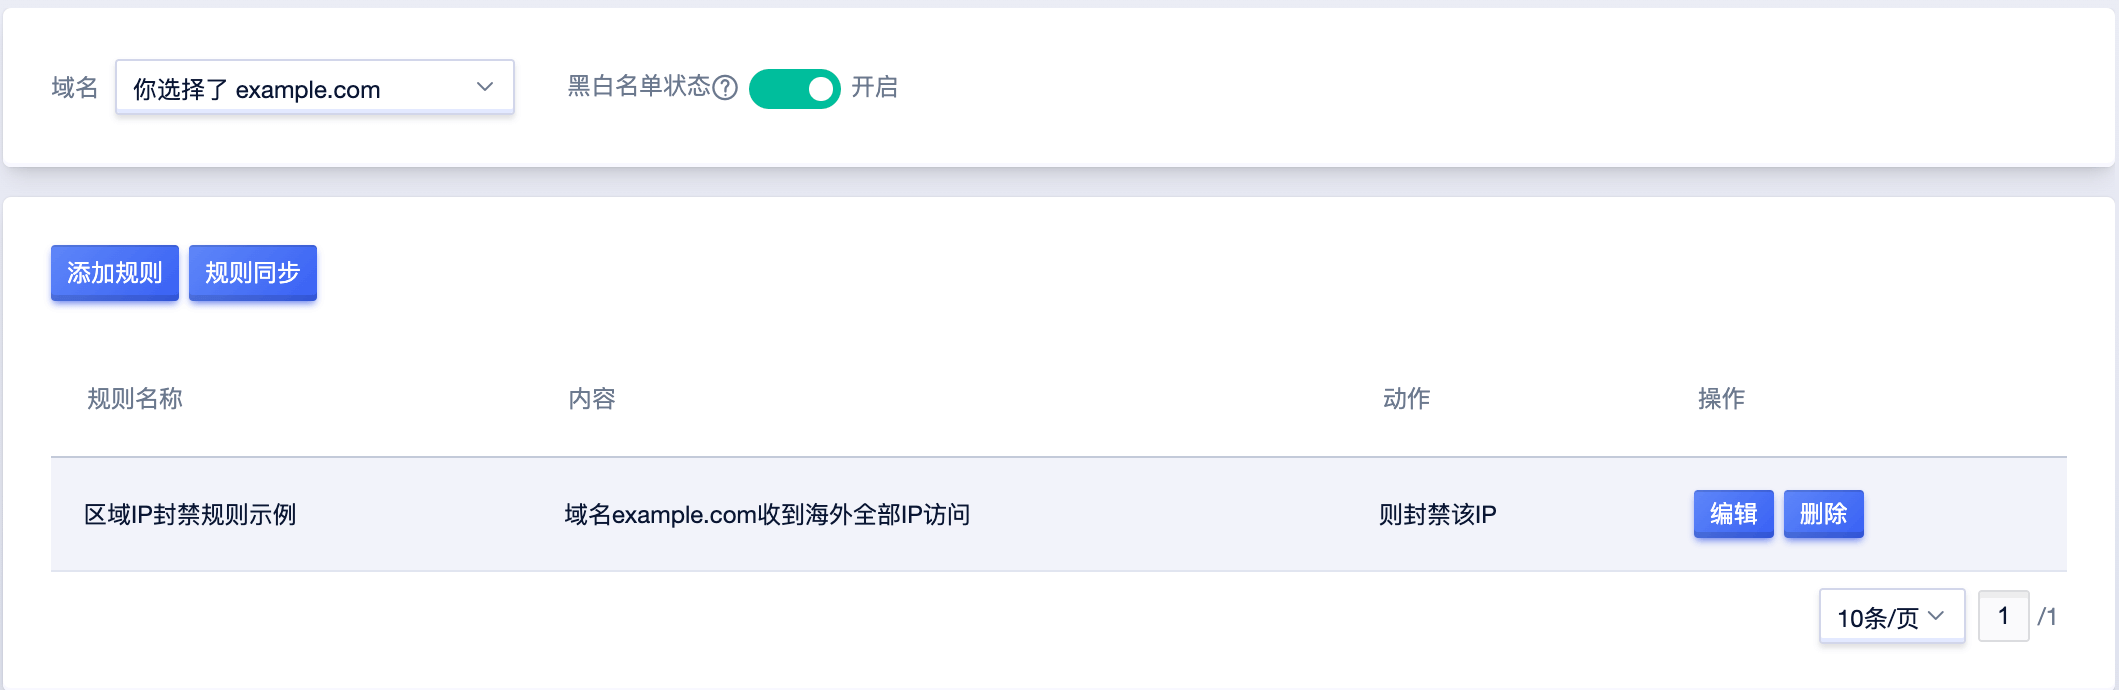 域名 你选择了 example.com 黑白名单状态? 开启
添加规则 规则同步
规则名称 内容 动作 操作
区域IP封禁规则示例 域名example.com收到海外全部IP访问 则封禁该IP 编辑 删除
10条/页 1 /1